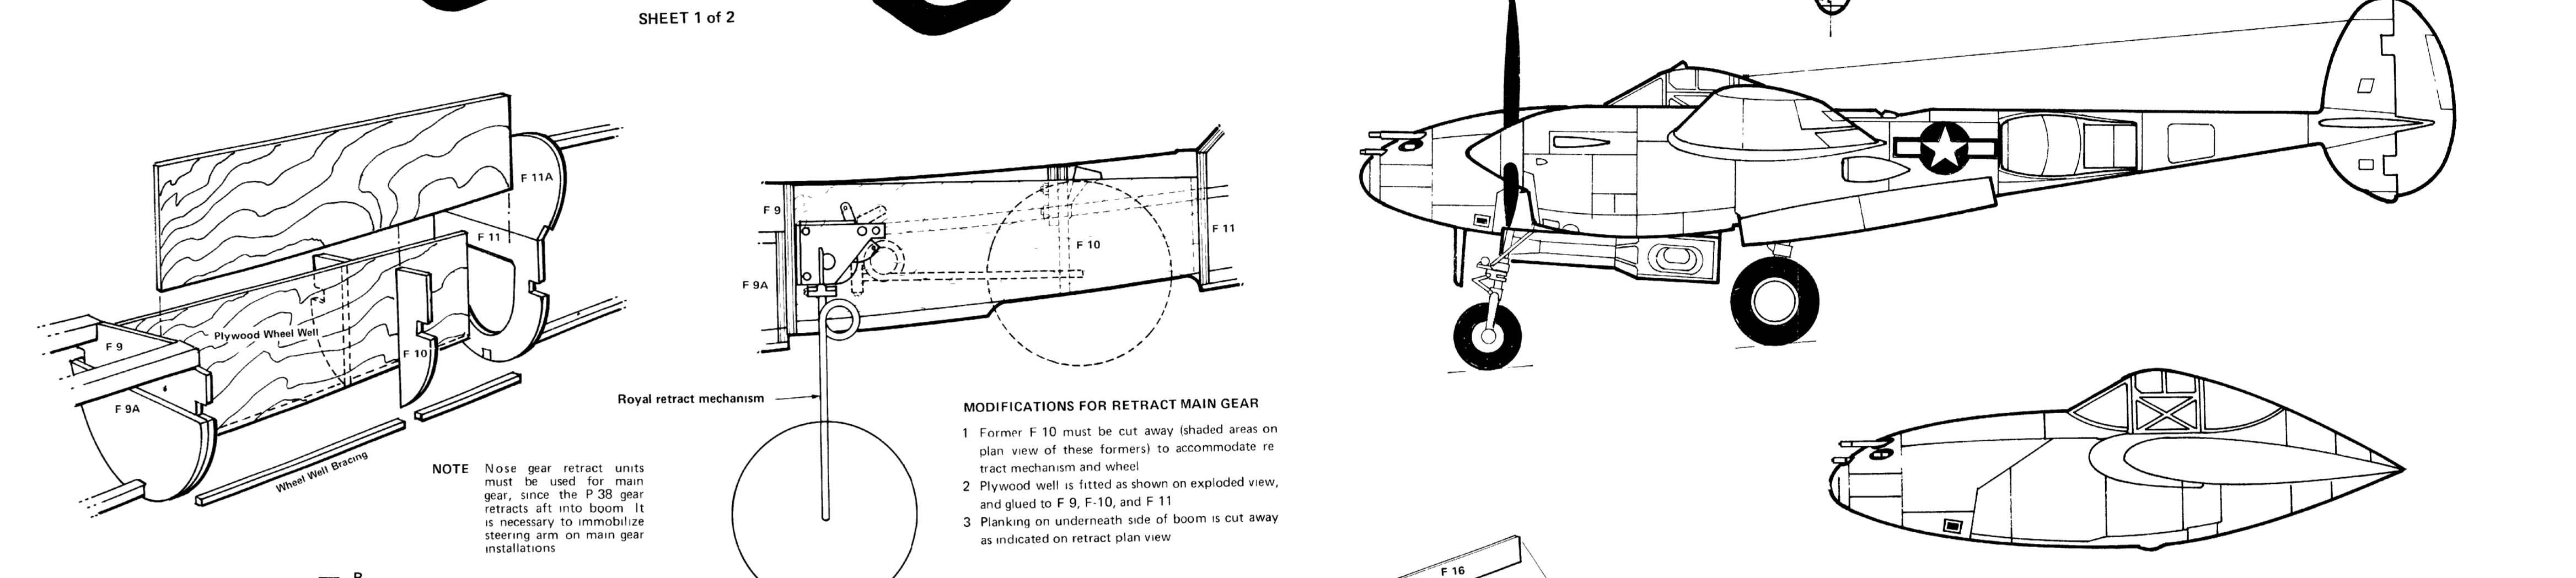 SHEET 1 of 2
F 11A
F 11
Plywood Wheel Well
F 9
F 10
F 9A
Wheel Well Bracing
NOTE Nose gear retract units
must be used for main
gear, since the P 38 gear
retracts aft into boom It
is necessary to immobilize
steering arm on main gear
installations
F 9
F 10
F 11
F 9A
Royal retract mechanism
MODIFICATIONS FOR RETRACT MAIN GEAR
1 Former F 10 must be cut away (shaded areas on
plan view of these formers) to accommodate re
tract mechanism and wheel
2 Plywood well is fitted as shown on exploded view,
and glued to F 9, F-10, and F 11
3 Planking on underneath side of boom is cut away
as indicated on retract plan view
F 16